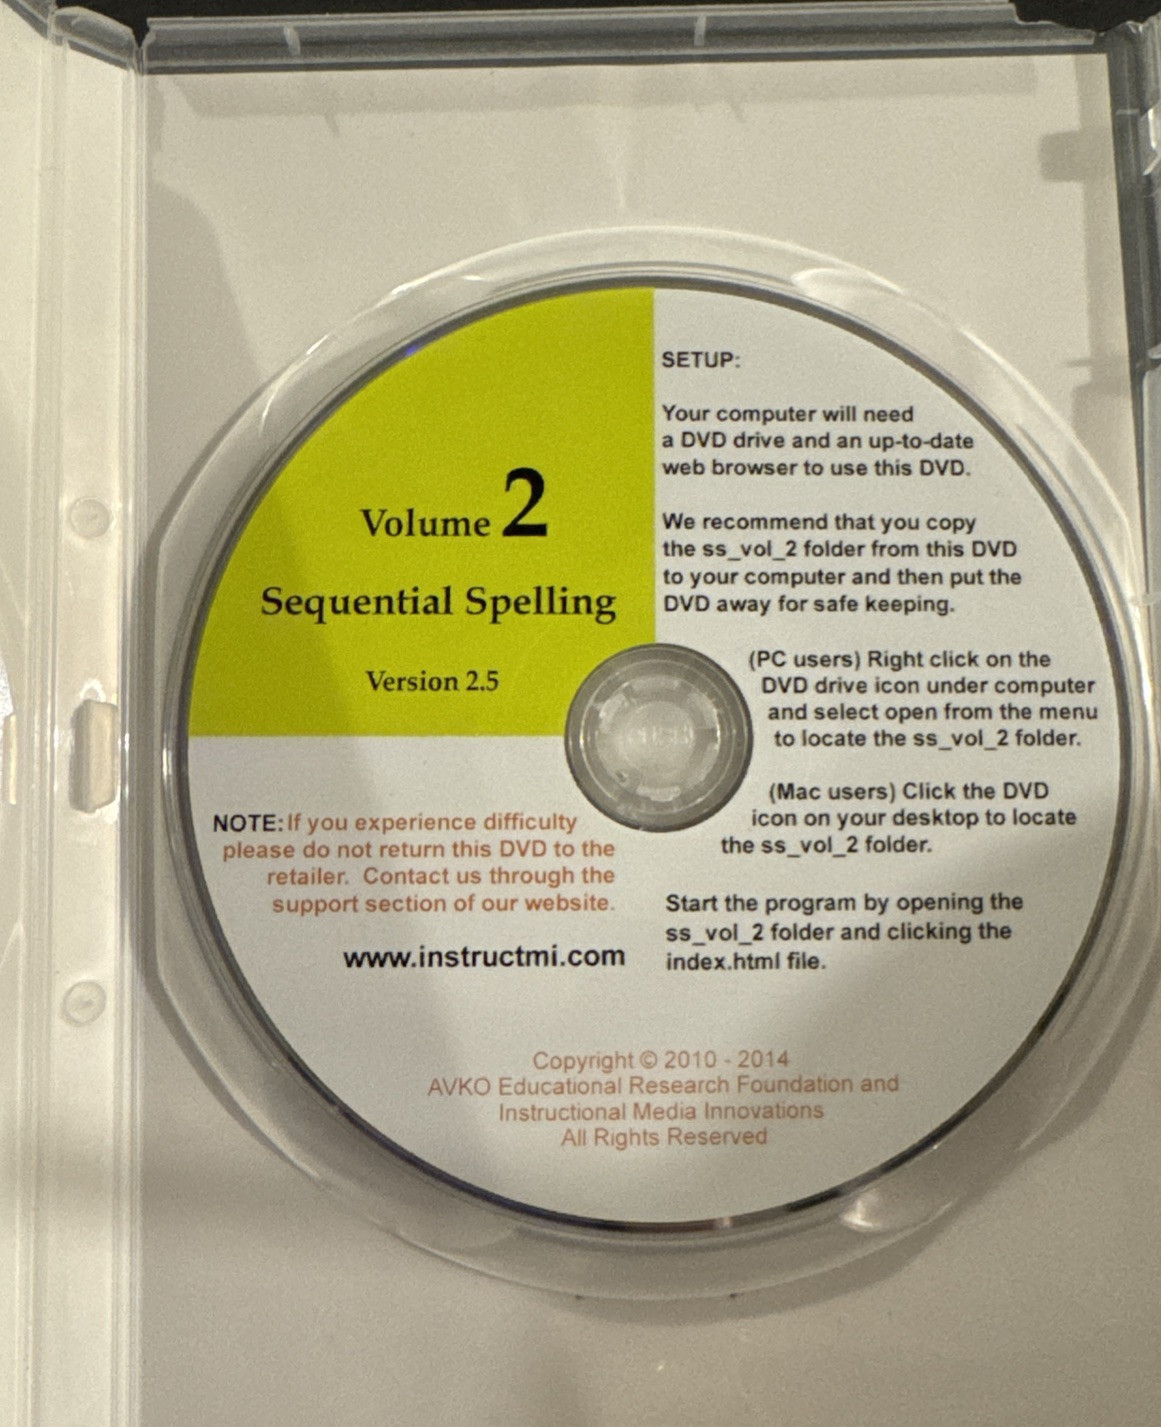 Volume 2
Sequential Spelling
Version 2.5
SETUP:
Your computer will need
a DVD drive and an up-to-date
web browser to use this DVD.
We recommend that you copy
the ss_vol_2 folder from this DVD
to your computer and then put the
DVD away for safe keeping.
(PC users) Right click on the
DVD drive icon under computer
and select open from the menu
to locate the ss_vol_2 folder.
(Mac users) Click the DVD
icon on your desktop to locate
the ss_vol_2 folder.
Start the program by opening the
ss_vol_2 folder and clicking the
index.html file.
NOTE: If you experience difficulty
please do not return this DVD to the
retailer. Contact us through the
support section of our website.
www.instructmi.com
Copyright © 2010 - 2014
AVKO Educational Research Foundation and
Instructional Media Innovations
All Rights Reserved